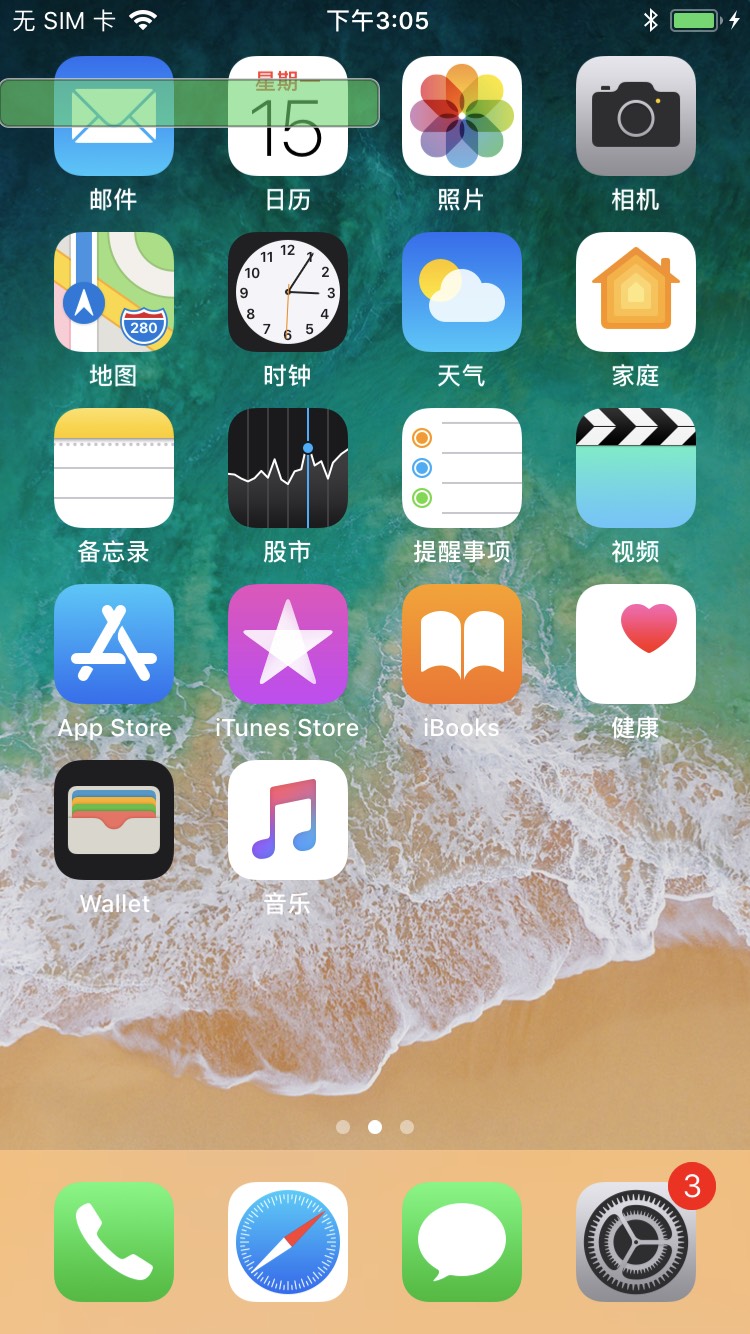 无 SIM 卡 下午3:05
星期一
15
邮件 日历 照片 相机
12
11 1
10 2
9 3
8 4
7 6 5
280
地图 时钟 天气 家庭
备忘录 股市 提醒事项 视频
App Store iTunes Store iBooks 健康
Wallet 音乐
3